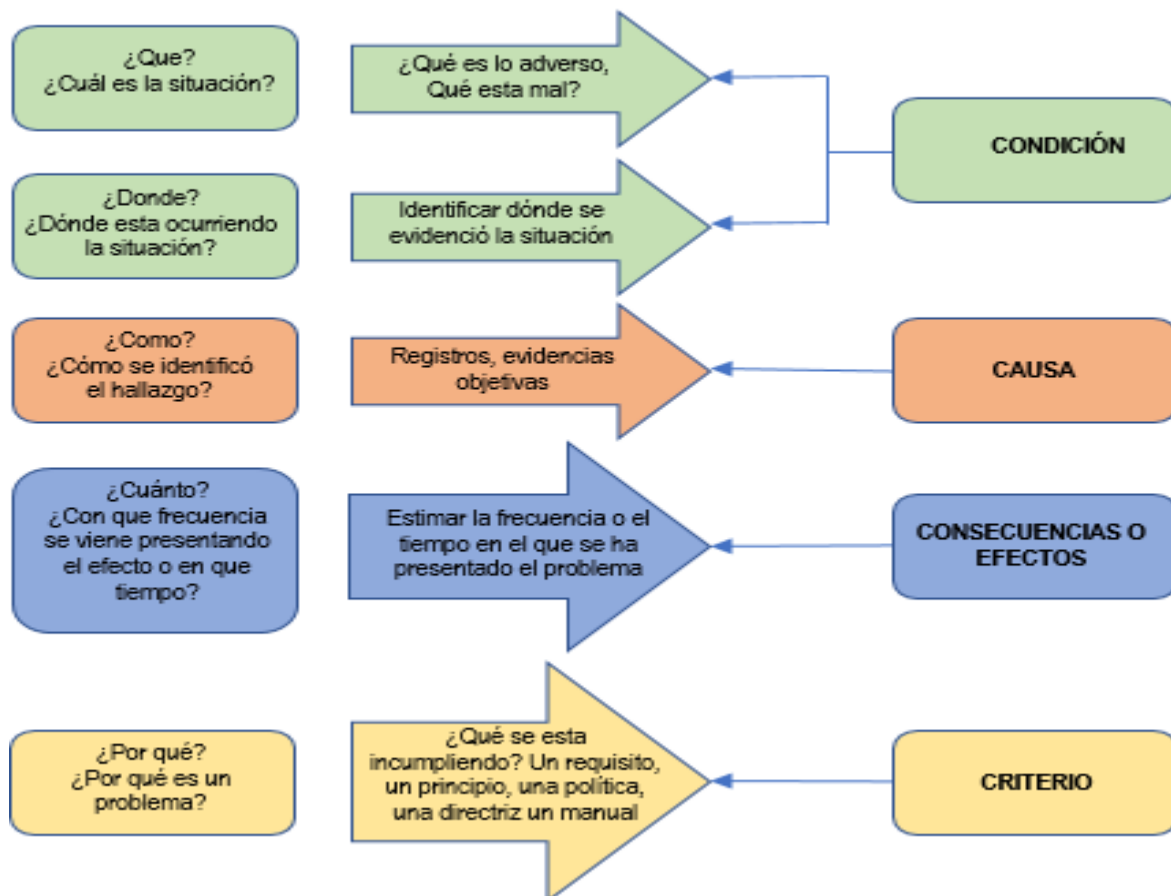 ¿Que?
¿Cuál es la situación?
¿Qué es lo adverso,
Qué esta mal?
CONDICIÓN
¿Donde?
¿Dónde esta ocurriendo
la situación?
Identificar dónde se
evidenció la situación
¿Como?
¿Cómo se identificó
el hallazgo?
Registros, evidencias
objetivas
CAUSA
¿Cuánto?
¿Con que frecuencia
se viene presentando
el efecto o en que
tiempo?
Estimar la frecuencia o el
tiempo en el que se ha
presentado el problema
CONSECUENCIAS O
EFECTOS
¿Por qué?
¿Por qué es un
problema?
¿Qué se esta
incumpliendo? Un requisito,
un principio, una política,
una directriz un manual
CRITERIO